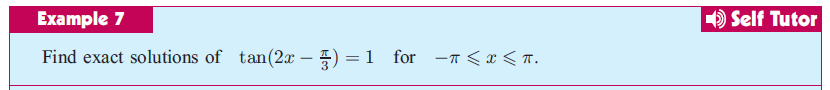 Example 7
Self Tutor
Find exact solutions of tan(2x − π/3) = 1 for −π ⩽ x ⩽ π.